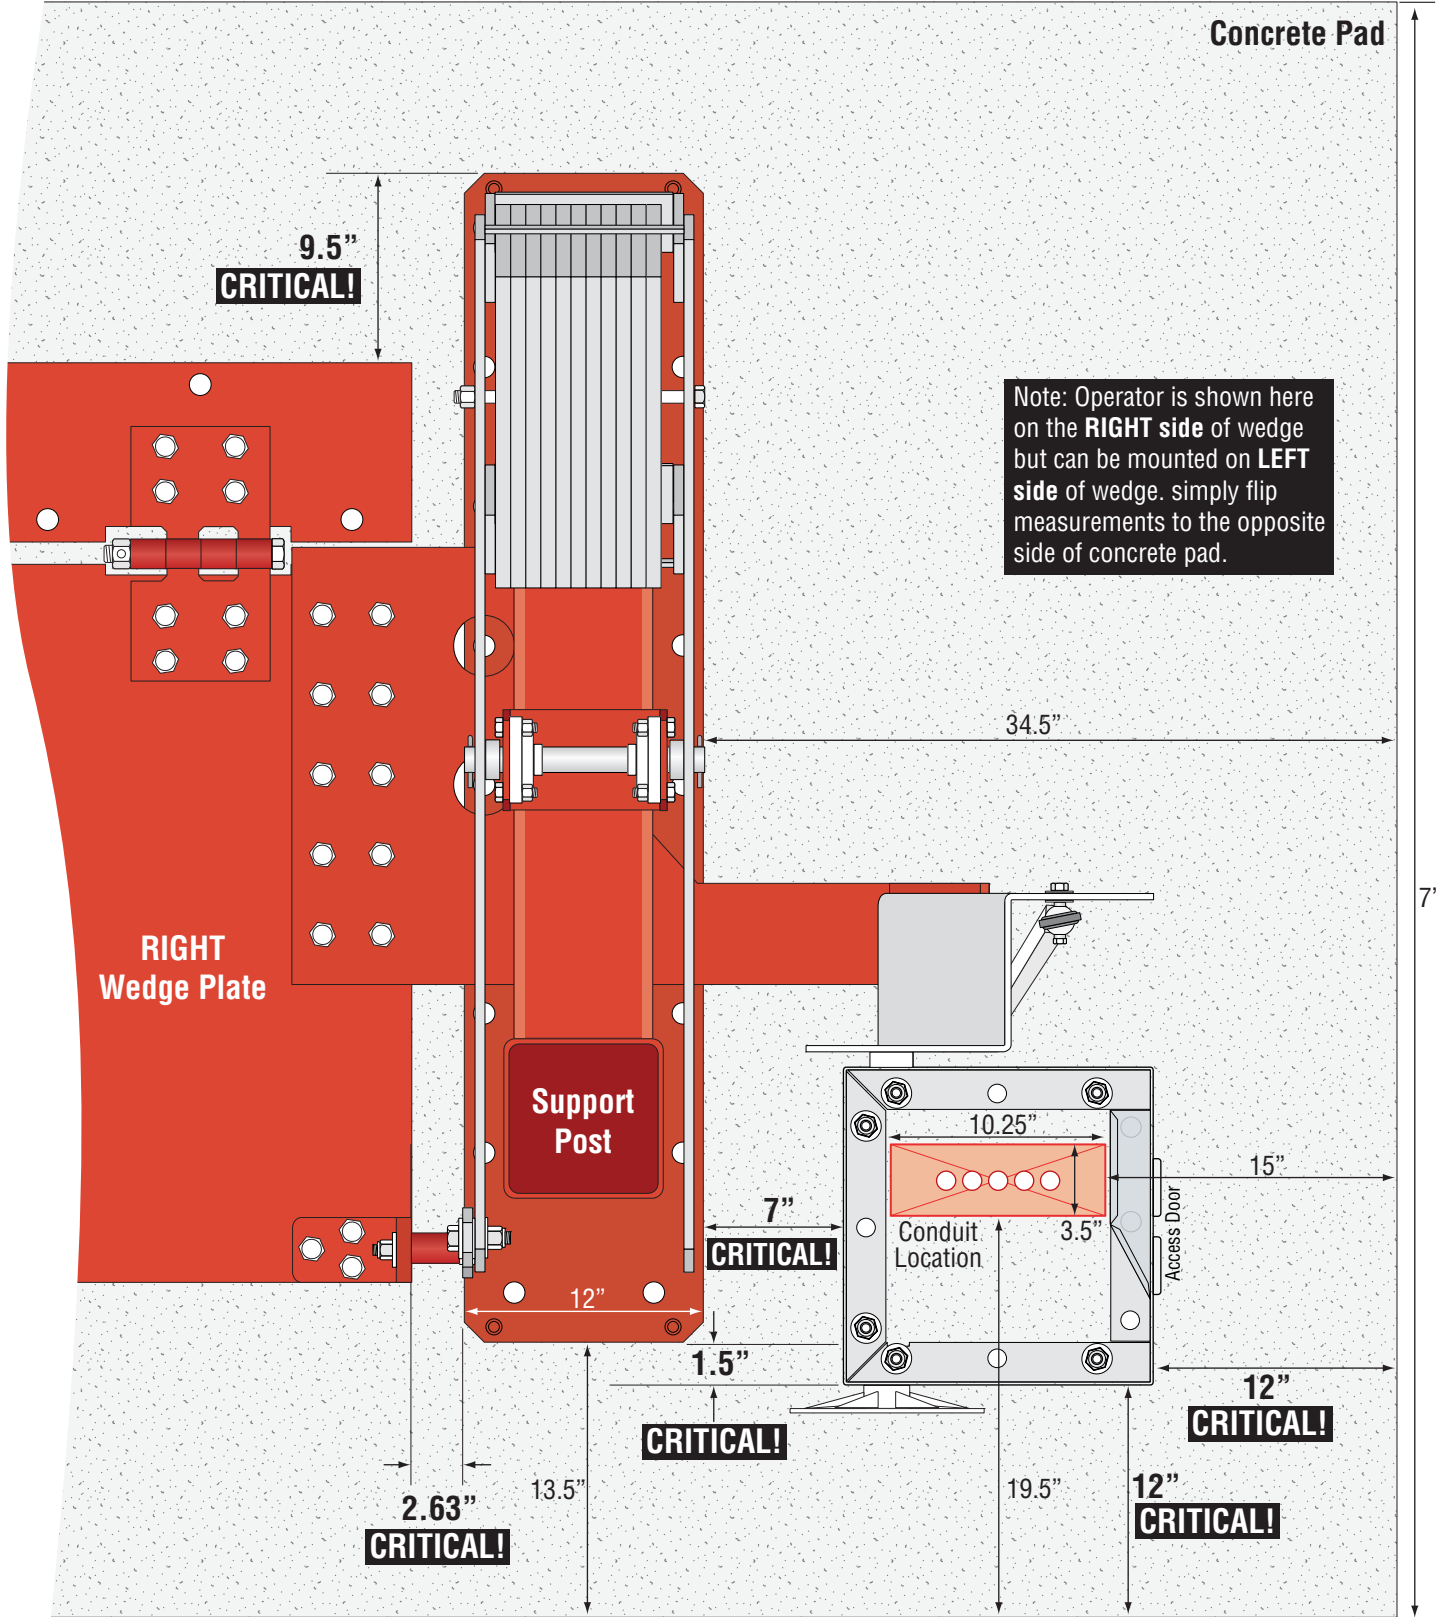 Concrete Pad
9.5”
CRITICAL!
Note: Operator is shown here
on the RIGHT side of wedge
but can be mounted on LEFT
side of wedge. simply flip
measurements to the opposite
side of concrete pad.
34.5”
7’
RIGHT
Wedge Plate
Support
Post
10.25”
15”
3.5”
Conduit
Location
Access Door
7”
CRITICAL!
12”
1.5”
CRITICAL!
12”
CRITICAL!
13.5”
19.5”
12”
CRITICAL!
2.63”
CRITICAL!